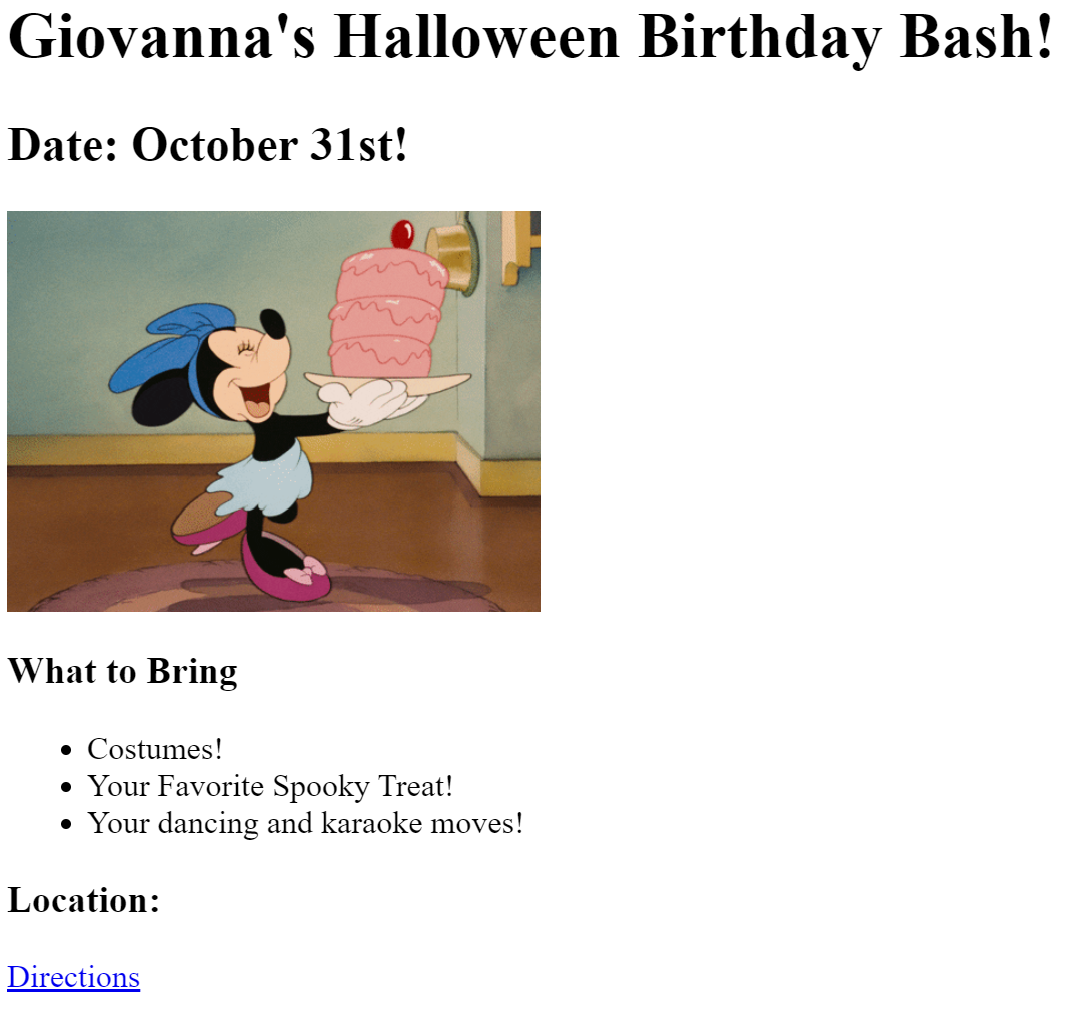 Giovanna's Halloween Birthday Bash!
Date: October 31st!
What to Bring
Costumes!
Your Favorite Spooky Treat!
Your dancing and karaoke moves!
Location:
Directions